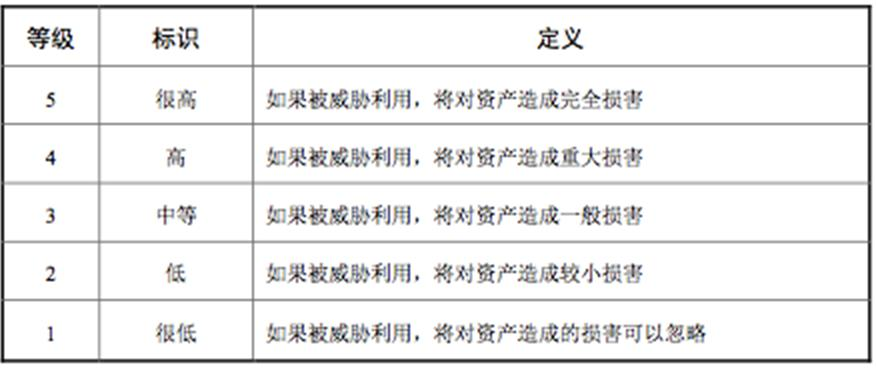 等级 标识 定义
5 很高 如果被威胁利用，将对资产造成完全损害
4 高 如果被威胁利用，将对资产造成重大损害
3 中等 如果被威胁利用，将对资产造成一般损害
2 低 如果被威胁利用，将对资产造成较小损害
1 很低 如果被威胁利用，将对资产造成的损害可以忽略